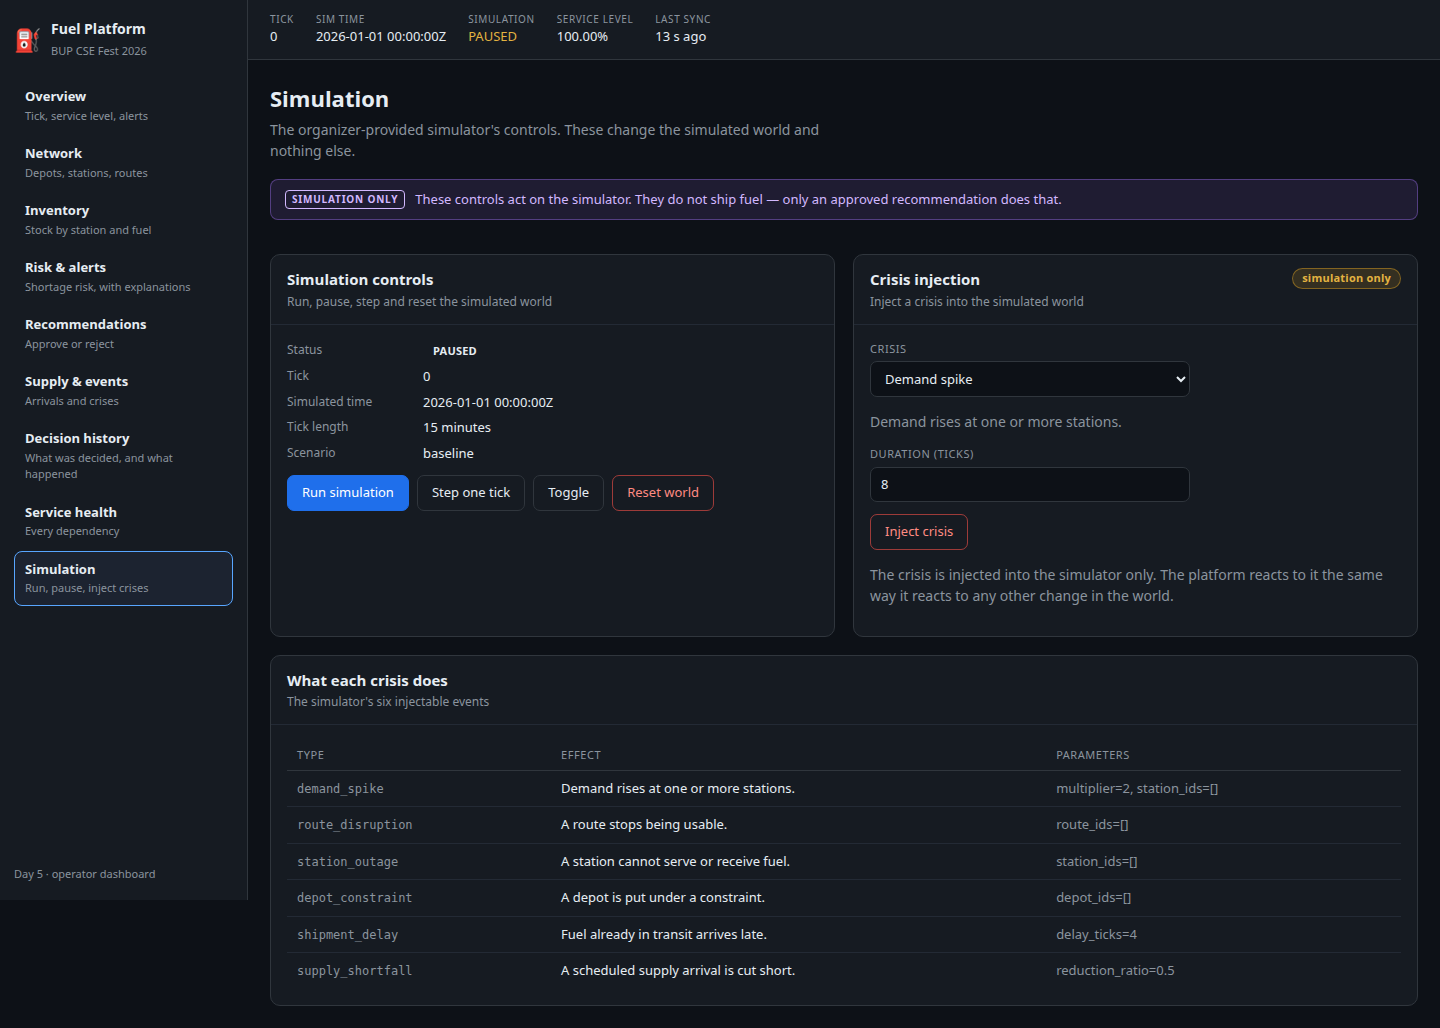 Fuel Platform
BUP CSE Fest 2026
Overview
Tick, service level, alerts
Network
Depots, stations, routes
Inventory
Stock by station and fuel
Risk & alerts
Shortage risk, with explanations
Recommendations
Approve or reject
Supply & events
Arrivals and crises
Decision history
What was decided, and what
happened
Service health
Every dependency
Simulation
Run, pause, inject crises
Day 5 · operator dashboard
TICK SIM TIME SIMULATION SERVICE LEVEL LAST SYNC
0 2026-01-01 00:00:00Z PAUSED 100.00% 13 s ago
Simulation
The organizer-provided simulator's controls. These change the simulated world and
nothing else.
SIMULATION ONLY These controls act on the simulator. They do not ship fuel — only an approved recommendation does that.
Simulation controls
Run, pause, step and reset the simulated world
Status PAUSED
Tick 0
Simulated time 2026-01-01 00:00:00Z
Tick length 15 minutes
Scenario baseline
Run simulation Step one tick Toggle Reset world
Crisis injection simulation only
Inject a crisis into the simulated world
CRISIS
Demand spike
Demand rises at one or more stations.
DURATION (TICKS)
8
Inject crisis
The crisis is injected into the simulator only. The platform reacts to it the same
way it reacts to any other change in the world.
What each crisis does
The simulator's six injectable events
TYPE EFFECT PARAMETERS
demand_spike Demand rises at one or more stations. multiplier=2, station_ids=[]
route_disruption A route stops being usable. route_ids=[]
station_outage A station cannot serve or receive fuel. station_ids=[]
depot_constraint A depot is put under a constraint. depot_ids=[]
shipment_delay Fuel already in transit arrives late. delay_ticks=4
supply_shortfall A scheduled supply arrival is cut short. reduction_ratio=0.5